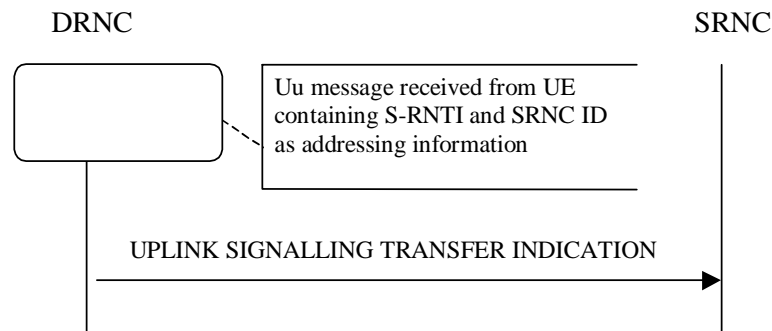 DRNC
SRNC
Uu message received from UE
containing S-RNTI and SRNC ID
as addressing information
UPLINK SIGNALLING TRANSFER INDICATION